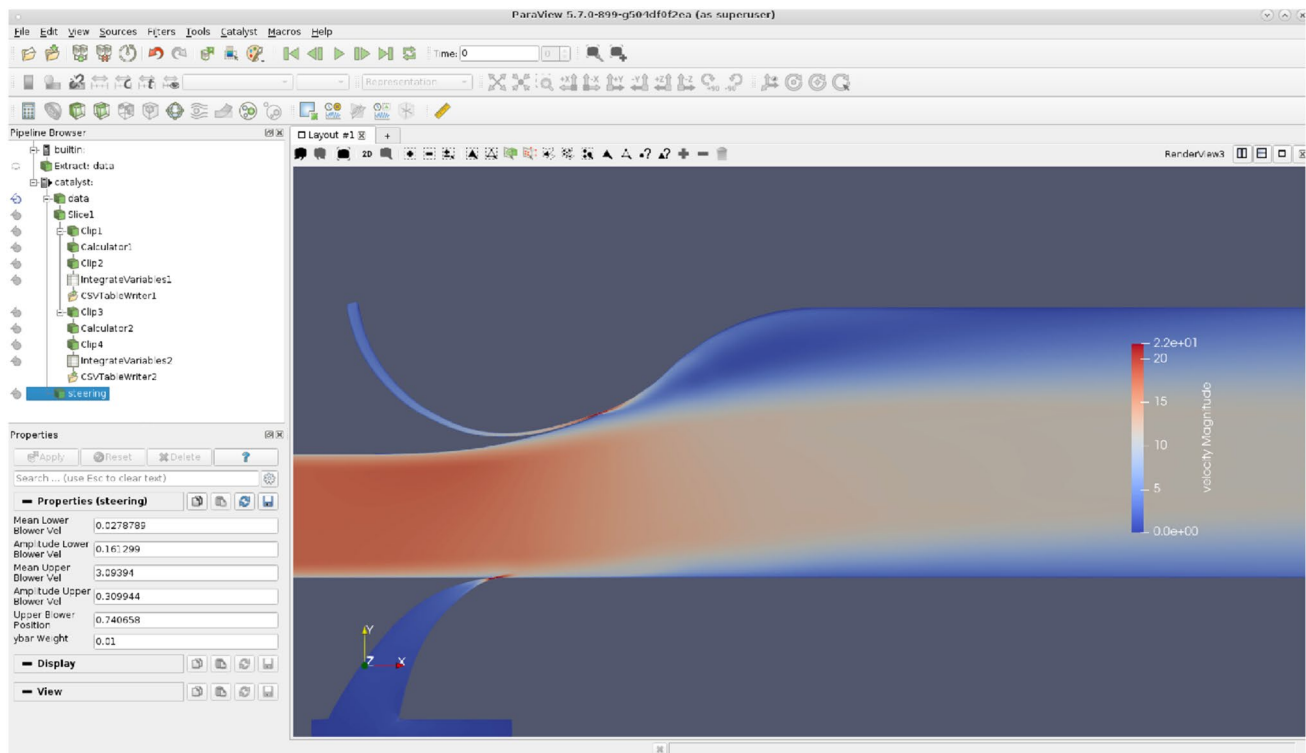 ParaView 5.7.0-899-g504df0f2ea (as superuser)
File Edit View Sources Filters Tools Catalyst Macros Help
Time: 0 0
Representation
+X -X +Y -Y +Z -Z -90 +90
Pipeline Browser
Layout #1 +
builtin:
2D
RenderView3
Extract: data
catalyst:
data
Slice1
Clip1
Calculator1
Clip2
IntegrateVariables1
CSVTableWriter1
Clip3
Calculator2
Clip4
IntegrateVariables2
CSVTableWriter2
steering
Properties
Apply Reset Delete ?
Search ... (use Esc to clear text)
Properties (steering)
Mean Lower
Blower Vel 0.0278789
Amplitude Lower
Blower Vel 0.161299
Mean Upper
Blower Vel 3.09394
Amplitude Upper
Blower Vel 0.309944
Upper Blower
Position 0.740658
ybar Weight 0.01
Display
View
2.2e+01
20
15
10
5
0.0e+00
velocity Magnitude
Y
Z X